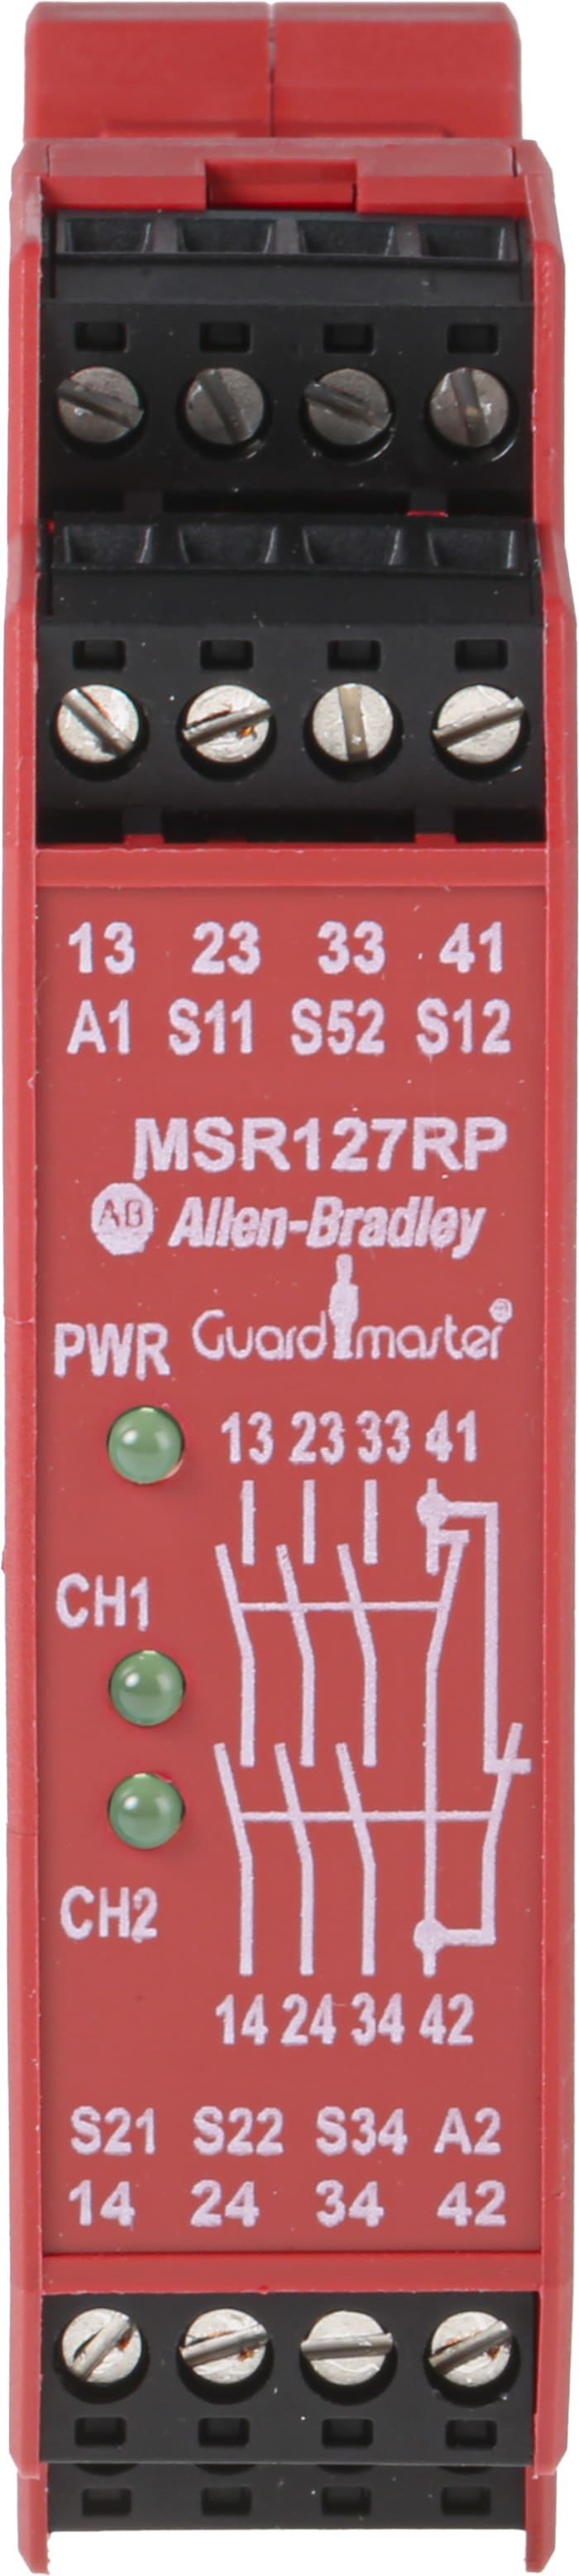 13 23 33 41
A1 S11 S52 S12
MSR127RP
AB Allen-Bradley
PWR Guardmaster®
13 23 33 41
CH1
CH2
14 24 34 42
S21 S22 S34 A2
14 24 34 42